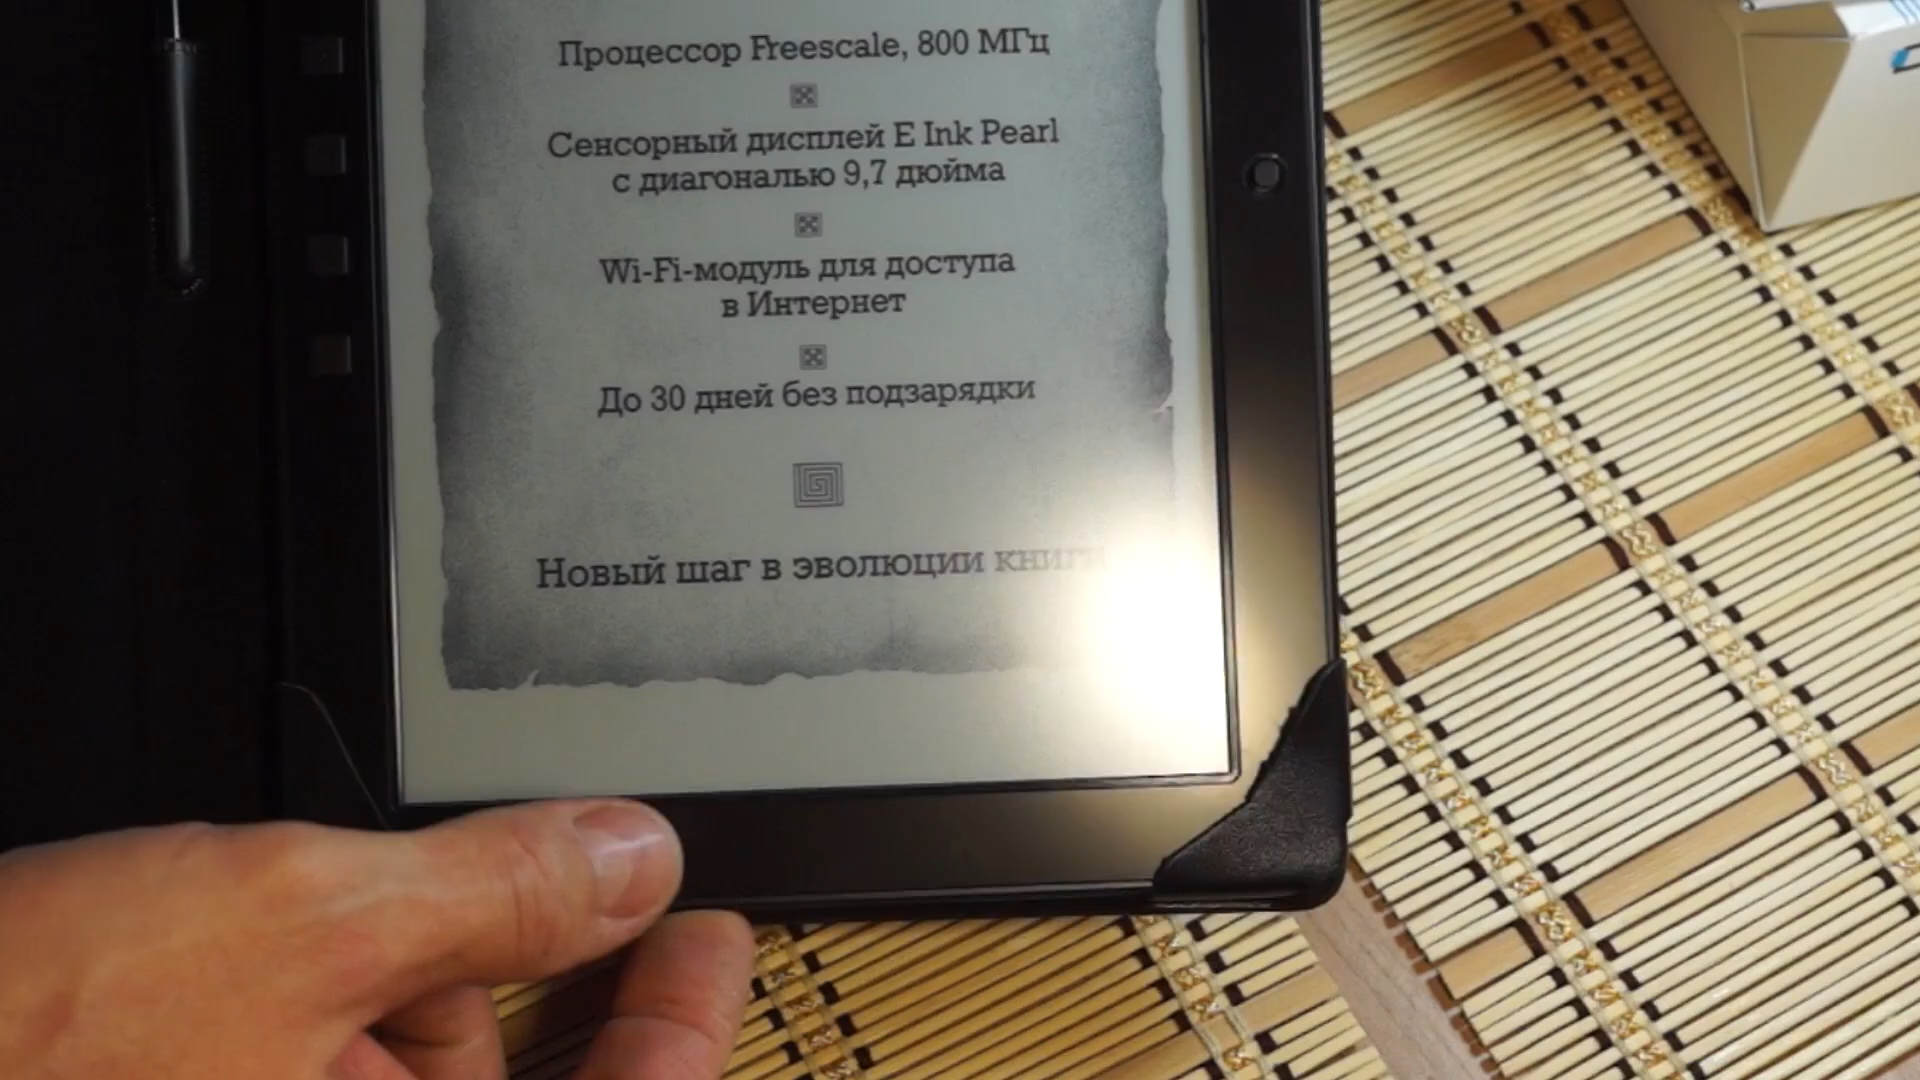 Процессор Freescale, 800 МГц
Сенсорный дисплей E Ink Pearl
с диагональю 9,7 дюйма
Wi-Fi-модуль для доступа
в Интернет
До 30 дней без подзарядки
Новый шаг в эволюции книги